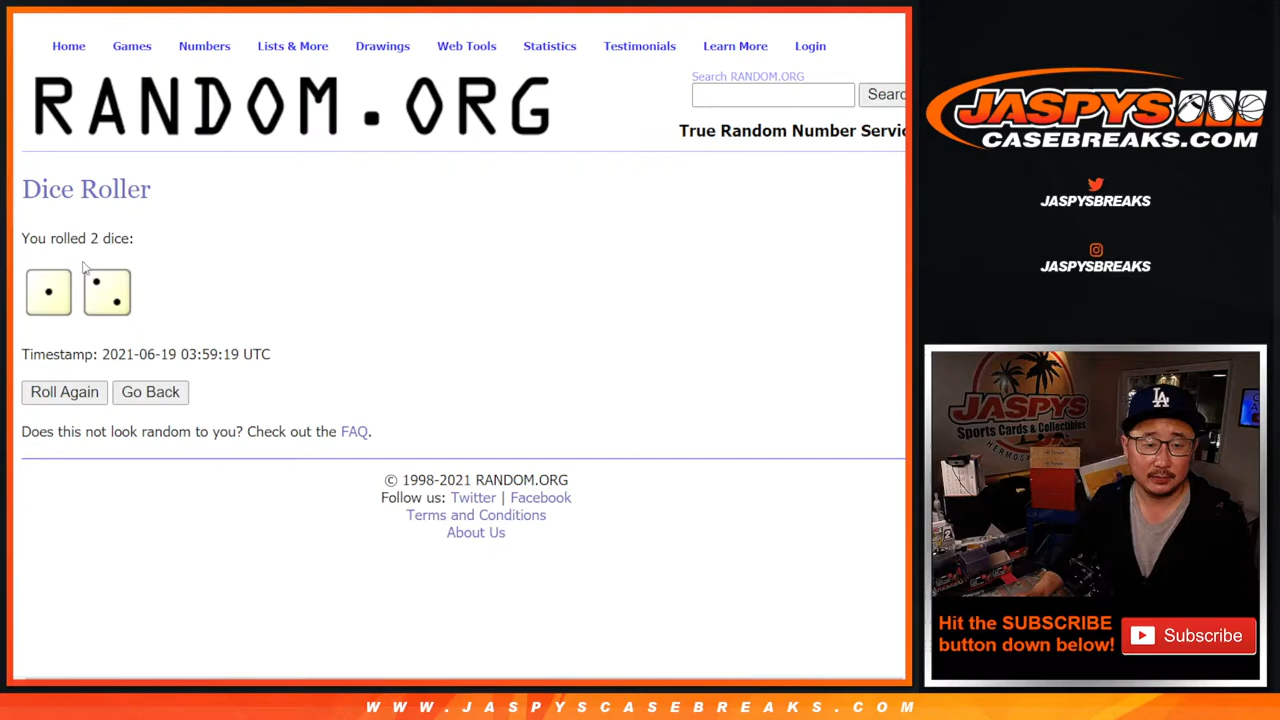 Home Games Numbers Lists & More Drawings Web Tools Statistics Testimonials Learn More Login
RANDOM.ORG
Search RANDOM.ORG
True Random Number
Dice Roller
You rolled 2 dice:
Timestamp: 2021-06-19 03:59:19 UTC
Roll Again Go Back
Does this not look random to you? Check out the FAQ.
© 1998-2021 RANDOM.ORG
Follow us: Twitter | Facebook
Terms and Conditions
About Us
JASPYS
CASEBREAKS.COM
JASPYSBREAKS
JASPYSBREAKS
JASPYS
Sports Cards & Collectibles
LA
Hit the SUBSCRIBE
button down below!
Subscribe
WWW.JASPYSCASEBREAKS.COM